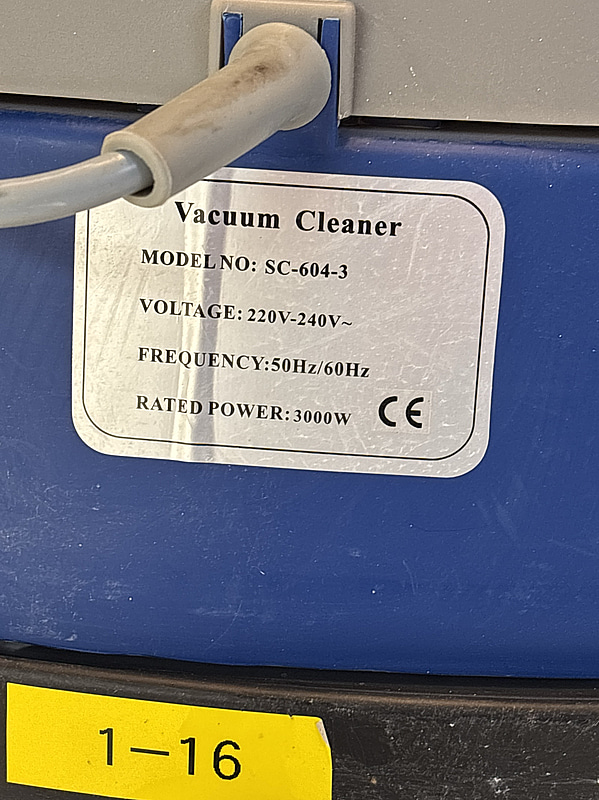 Vacuum Cleaner
MODEL NO: SC-604-3
VOLTAGE: 220V-240V~
FREQUENCY:50Hz/60Hz
RATED POWER: 3000W CE
1-16